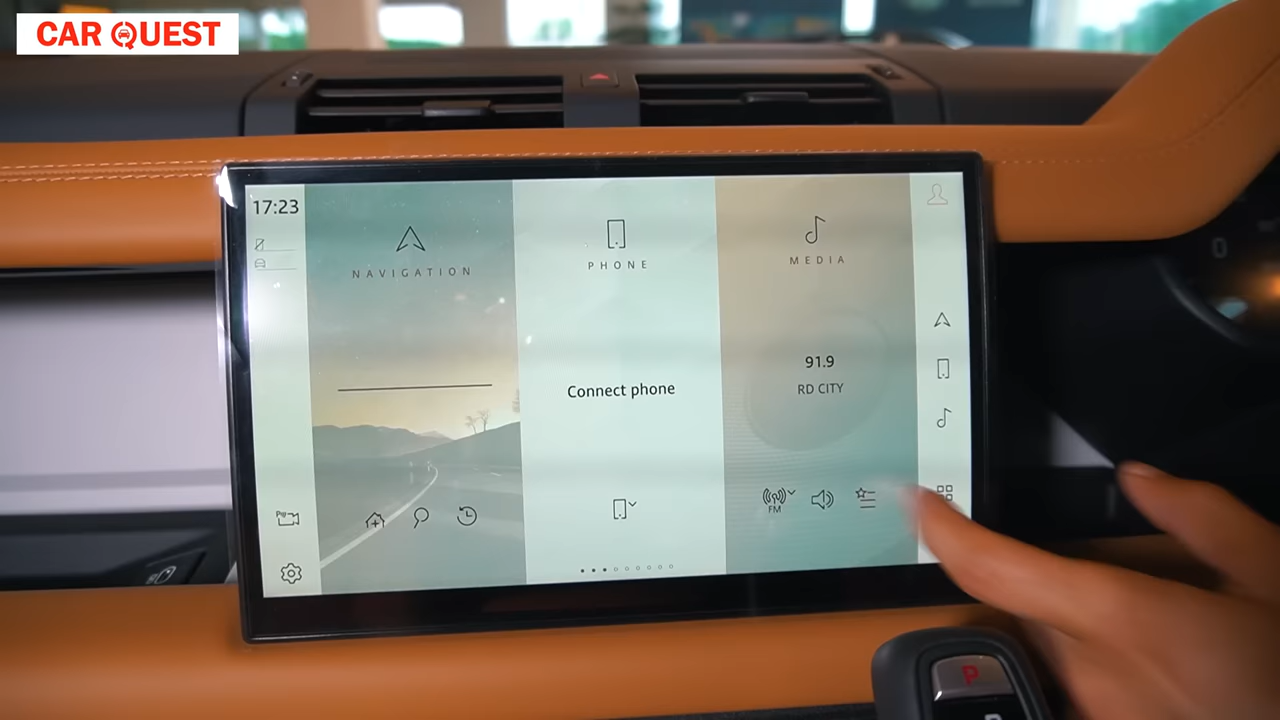 CAR QUEST
17:23
NAVIGATION
PHONE
MEDIA
Connect phone
91.9
RD CITY
FM
P